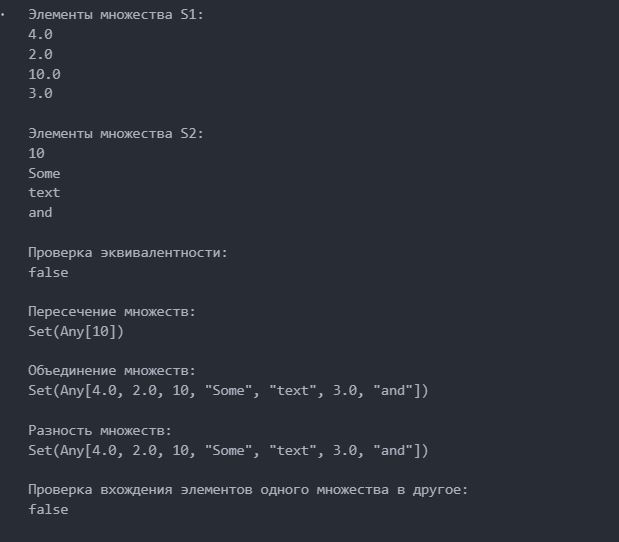 Элементы множества S1:
4.0
2.0
10.0
3.0
Элементы множества S2:
10
Some
text
and
Проверка эквивалентности:
false
Пересечение множеств:
Set(Any[10])
Объединение множеств:
Set(Any[4.0, 2.0, 10, "Some", "text", 3.0, "and"])
Разность множеств:
Set(Any[4.0, 2.0, 10, "Some", "text", 3.0, "and"])
Проверка вхождения элементов одного множества в другое:
false